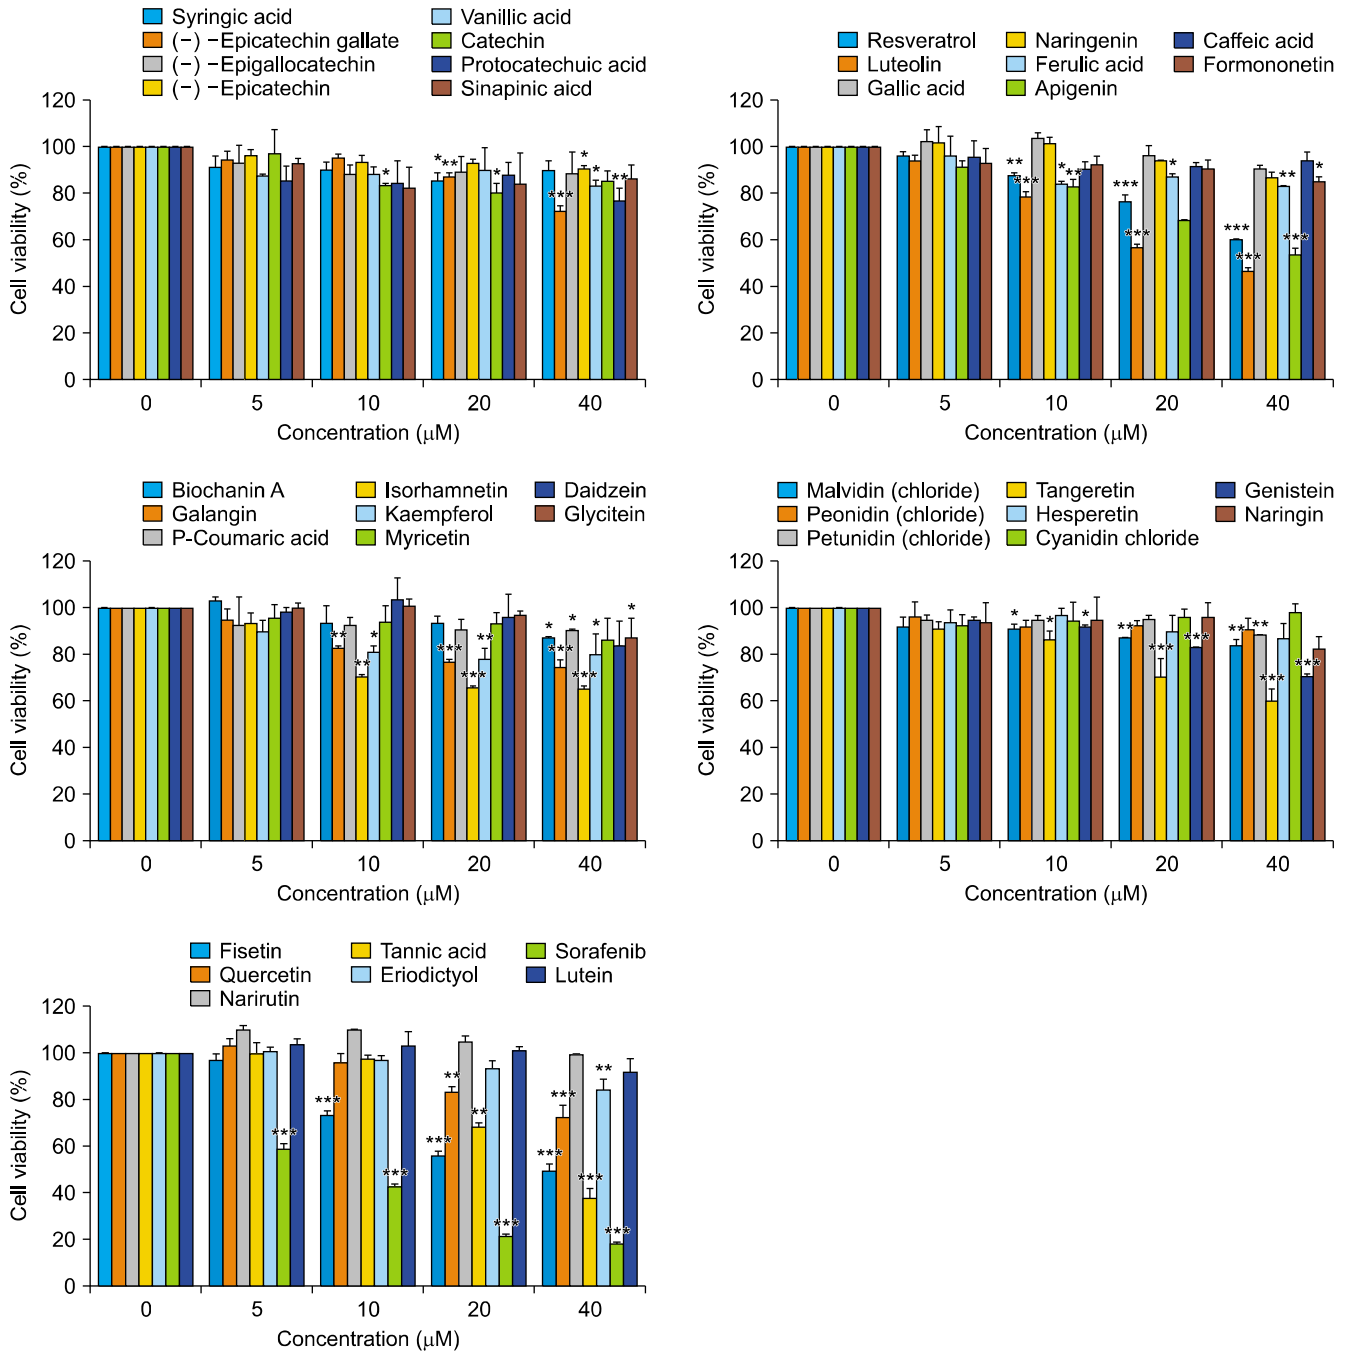 Syringic acid
(−) −Epicatechin gallate
(−) −Epigallocatechin
(−) −Epicatechin
Vanillic acid
Catechin
Protocatechuic acid
Sinapinic aicd
120
100
80
60
40
20
0
Cell viability (%)
* ** * * *** * * **
0 5 10 20 40
Concentration (μM)
Resveratrol
Luteolin
Gallic acid
Naringenin
Ferulic acid
Apigenin
Caffeic acid
Formononetin
120
100
80
60
40
20
0
Cell viability (%)
** *** * ** *** *** * *** *** ** *** *
0 5 10 20 40
Concentration (μM)
Biochanin A
Galangin
P-Coumaric acid
Isorhamnetin
Kaempferol
Myricetin
Daidzein
Glycitein
120
100
80
60
40
20
0
Cell viability (%)
** ** * *** *** ** * *** * *** * *
0 5 10 20 40
Concentration (μM)
Malvidin (chloride)
Peonidin (chloride)
Petunidin (chloride)
Tangeretin
Hesperetin
Cyanidin chloride
Genistein
Naringin
120
100
80
60
40
20
0
Cell viability (%)
* * * ** *** *** ** ** *** ***
0 5 10 20 40
Concentration (μM)
Fisetin
Quercetin
Narirutin
Tannic acid
Eriodictyol
Sorafenib
Lutein
120
100
80
60
40
20
0
Cell viability (%)
*** *** *** *** ** ** *** *** *** *** ** ***
0 5 10 20 40
Concentration (μM)